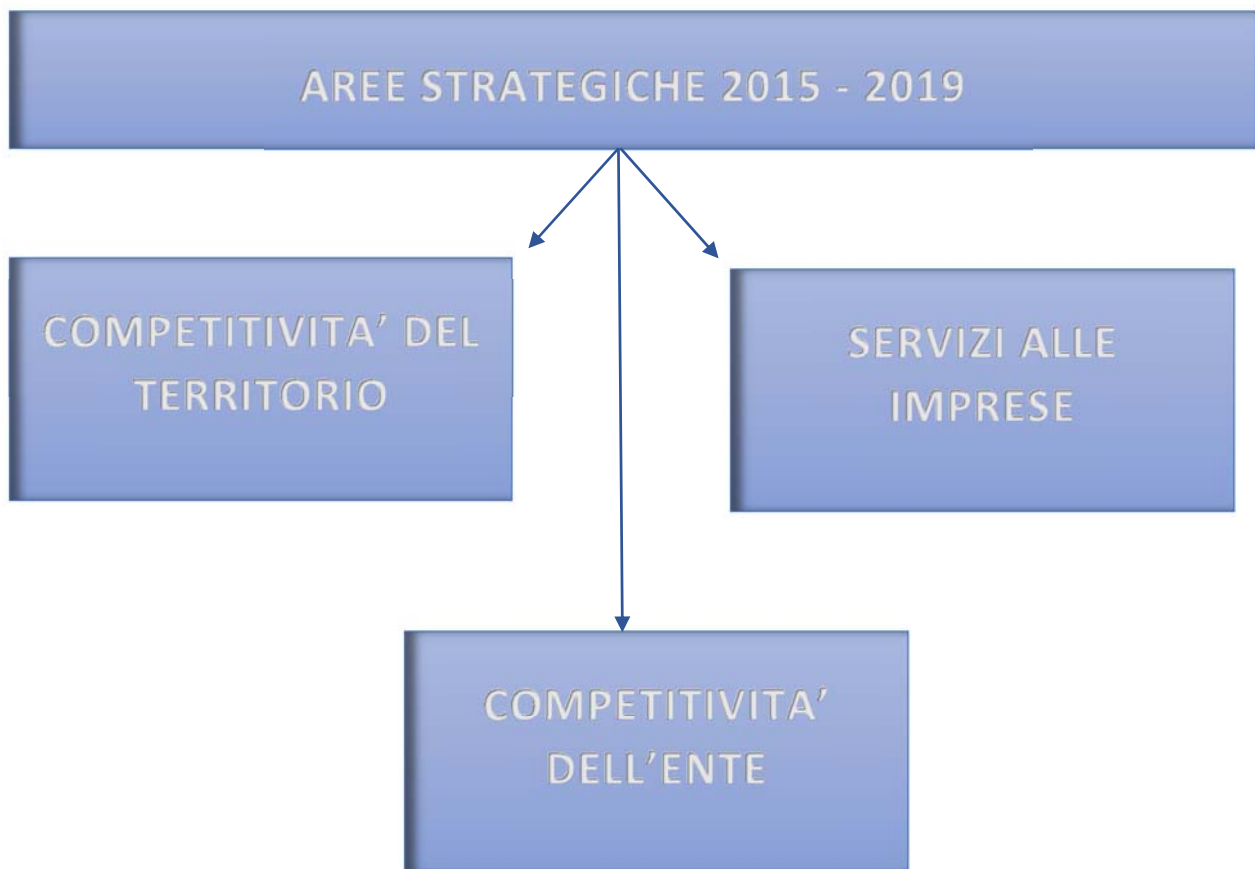 AREE STRATEGICHE 2015 - 2019
COMPETITIVITA’ DEL
TERRITORIO
SERVIZI ALLE
IMPRESE
COMPETITIVITA’
DELL’ENTE